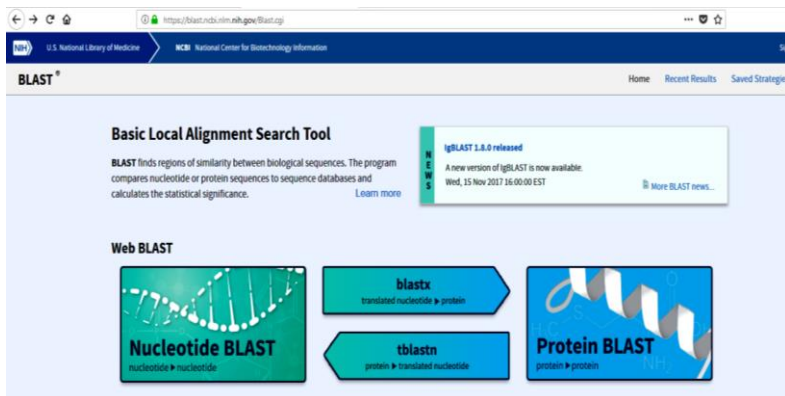 https://blast.ncbi.nlm.nih.gov/Blast.cgi
NIH U.S. National Library of Medicine NCBI National Center for Biotechnology Information
BLAST ® Home Recent Results Saved Strategie
Basic Local Alignment Search Tool
BLAST finds regions of similarity between biological sequences. The program
compares nucleotide or protein sequences to sequence databases and
calculates the statistical significance. Learn more
NEWS
IgBLAST 1.8.0 released
A new version of IgBLAST is now available.
Wed, 15 Nov 2017 16:00:00 EST
More BLAST news...
Web BLAST
Nucleotide BLAST
nucleotide ▶ nucleotide
blastx
translated nucleotide ▶ protein
tblastn
protein ▶ translated nucleotide
Protein BLAST
protein ▶ protein